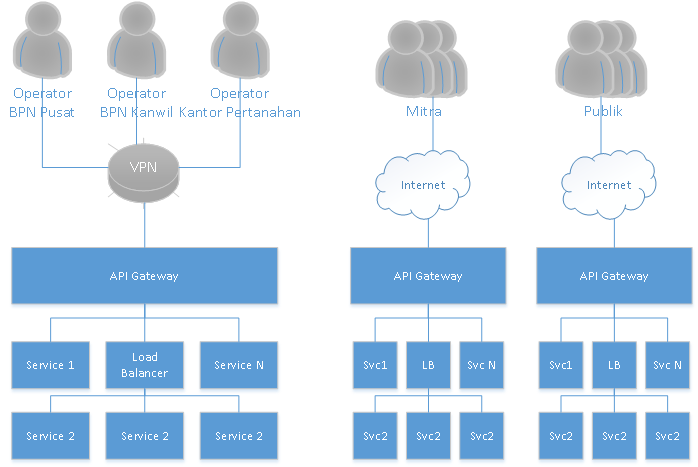 Operator
BPN Pusat
Operator
BPN Kanwil
Operator
Kantor Pertanahan
Mitra
Publik
VPN
Internet
Internet
API Gateway
API Gateway
API Gateway
Service 1
Load
Balancer
Service N
Svc1
LB
Svc N
Svc1
LB
Svc N
Service 2
Service 2
Service 2
Svc2
Svc2
Svc2
Svc2
Svc2
Svc2